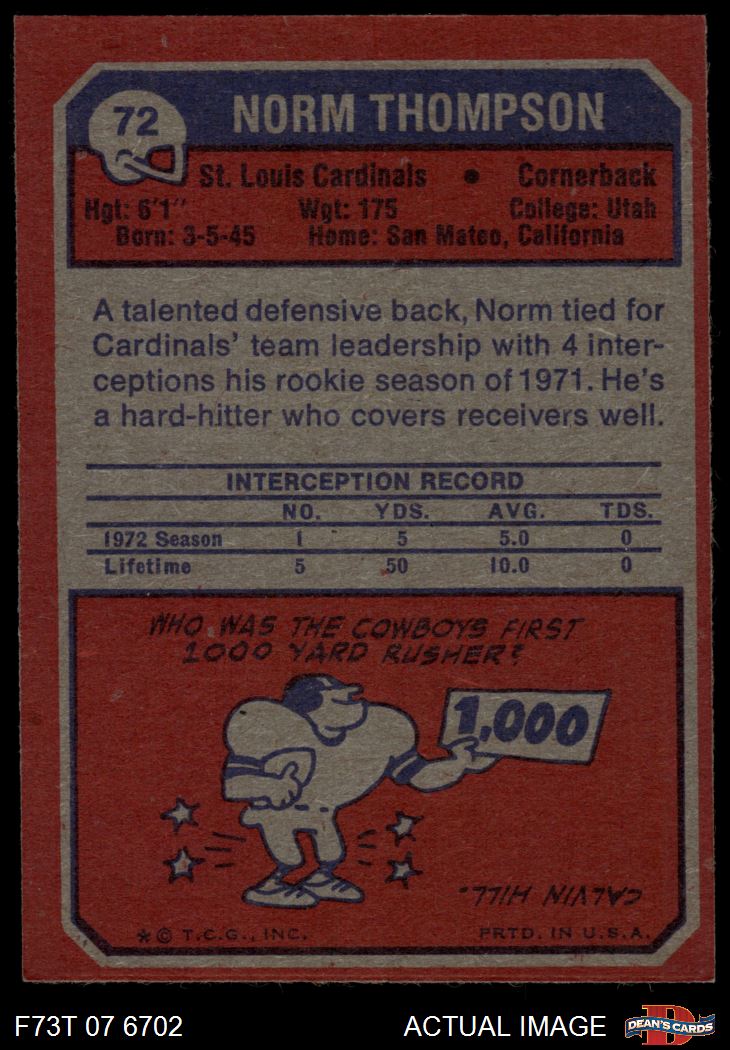 72
NORM THOMPSON
St. Louis Cardinals • Cornerback
Hgt: 6'1" Wgt: 175 College: Utah
Born: 3-5-45 Home: San Mateo, California
A talented defensive back, Norm tied for
Cardinals' team leadership with 4 inter-
ceptions his rookie season of 1971. He's
a hard-hitter who covers receivers well.
INTERCEPTION RECORD
NO. YDS. AVG. TDS.
1972 Season 1 5 5.0 0
Lifetime 5 50 10.0 0
WHO WAS THE COWBOYS FIRST
1000 YARD RUSHER?
1,000
CALVIN HILL.
* © T.C.G., INC. PRTD. IN U.S.A.
F73T 07 6702 ACTUAL IMAGE D DEAN'S CARDS